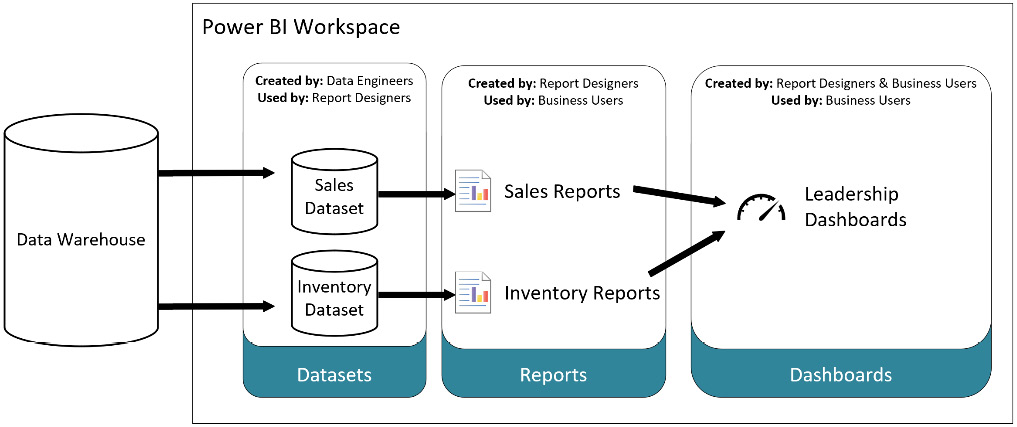 Power BI Workspace
Data Warehouse
Created by: Data Engineers
Used by: Report Designers
Sales
Dataset
Inventory
Dataset
Datasets
Created by: Report Designers
Used by: Business Users
Sales Reports
Inventory Reports
Reports
Created by: Report Designers & Business Users
Used by: Business Users
Leadership
Dashboards
Dashboards